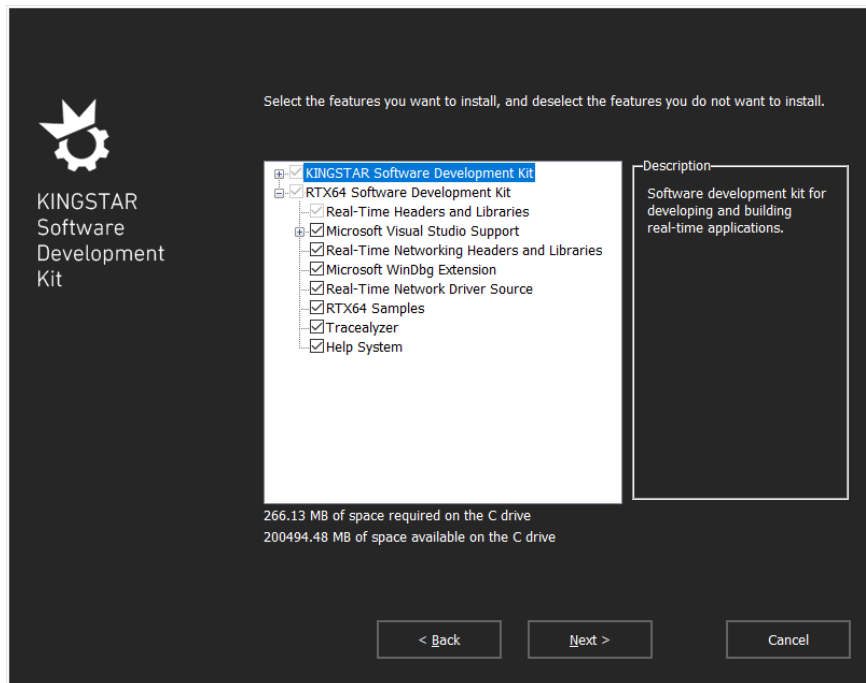 Select the features you want to install, and deselect the features you do not want to install.
KINGSTAR
Software
Development
Kit
KINGSTAR Software Development Kit
RTX64 Software Development Kit
Real-Time Headers and Libraries
Microsoft Visual Studio Support
Real-Time Networking Headers and Libraries
Microsoft WinDbg Extension
Real-Time Network Driver Source
RTX64 Samples
Tracealyzer
Help System
Description
Software development kit for
developing and building
real-time applications.
266.13 MB of space required on the C drive
200494.48 MB of space available on the C drive
< Back
Next >
Cancel